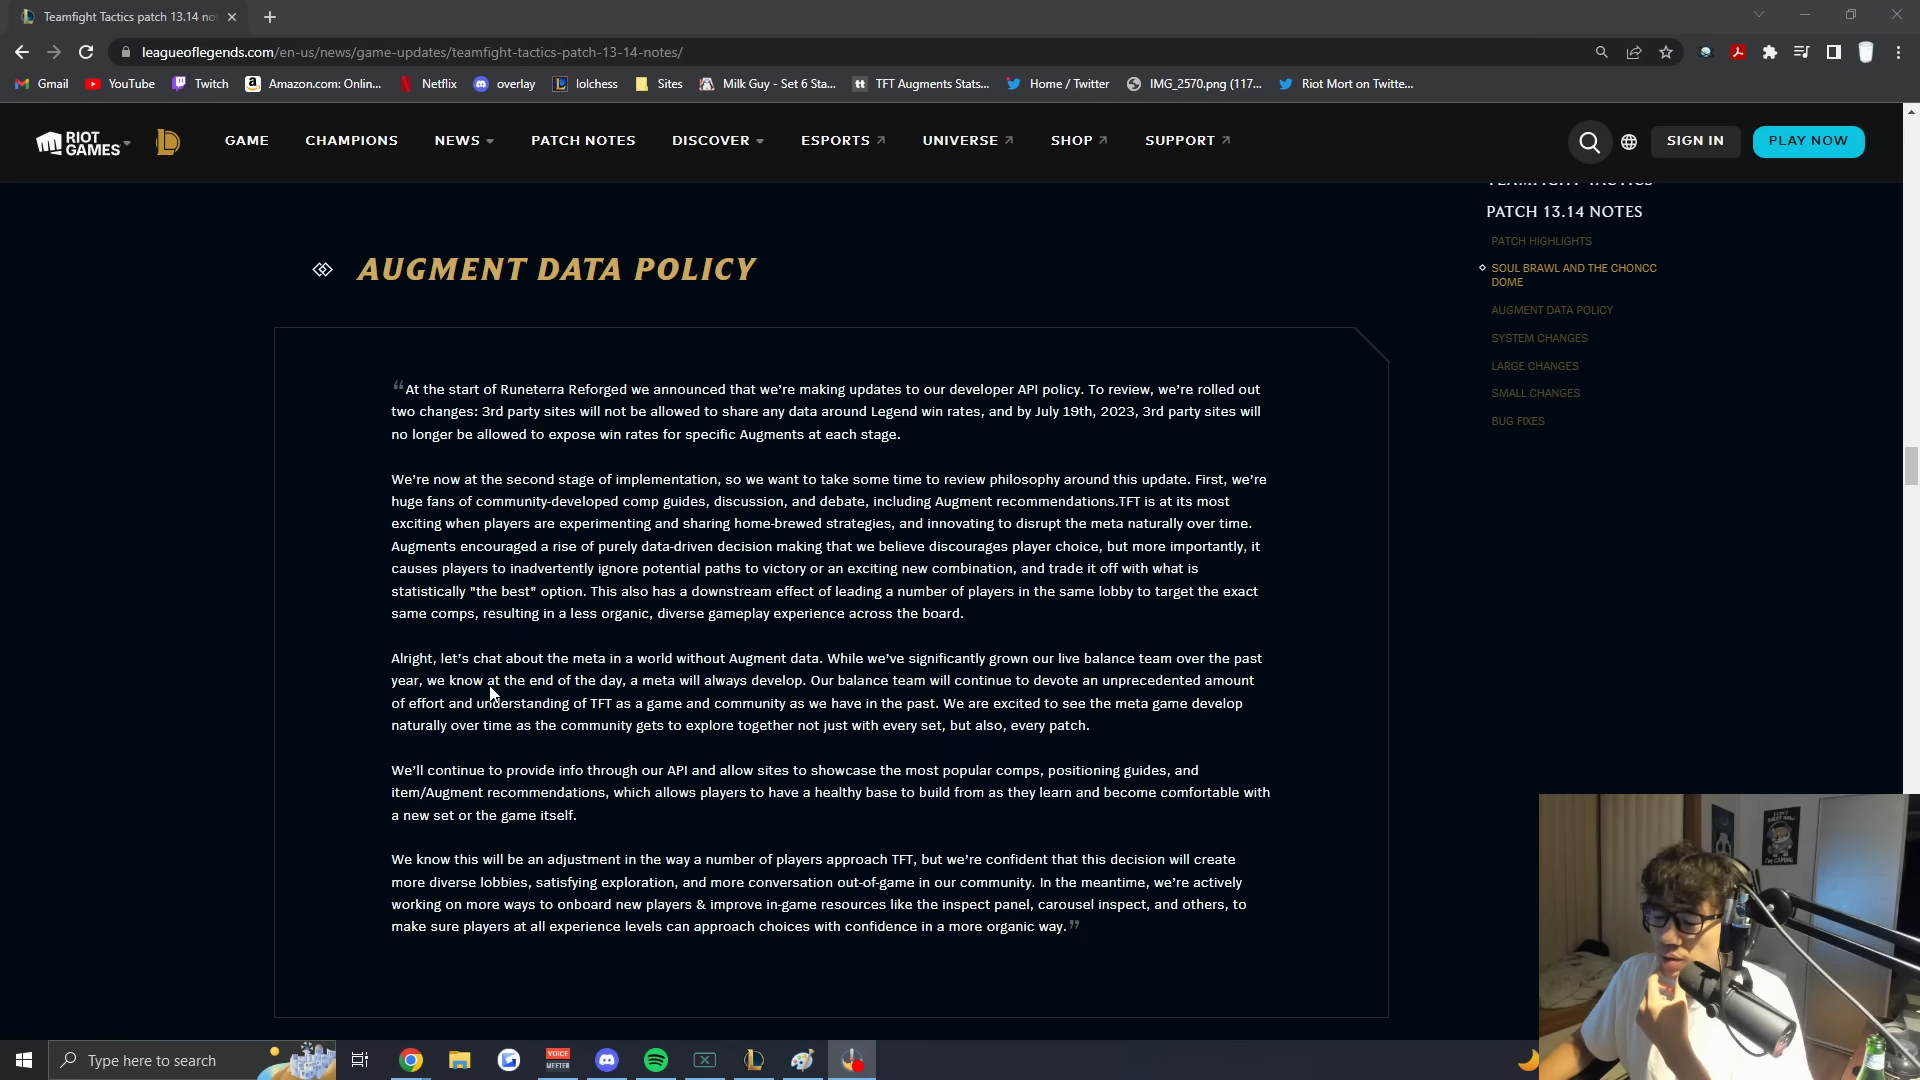 Teamfight Tactics patch 13.14 no
leagueoflegends.com/en-us/news/game-updates/teamfight-tactics-patch-13-14-notes/
Gmail YouTube Twitch Amazon.com: Onlin... Netflix overlay lolchess Sites Milk Guy - Set 6 Sta... tt TFT Augments Stats... Home / Twitter IMG_2570.png (117... Riot Mort on Twitte...
RIOT GAMES GAME CHAMPIONS NEWS PATCH NOTES DISCOVER ESPORTS UNIVERSE SHOP SUPPORT SIGN IN PLAY NOW
TEAMFIGHT TACTICS
PATCH 13.14 NOTES
PATCH HIGHLIGHTS
SOUL BRAWL AND THE CHONCC
DOME
AUGMENT DATA POLICY
SYSTEM CHANGES
LARGE CHANGES
SMALL CHANGES
BUG FIXES
AUGMENT DATA POLICY
“At the start of Runeterra Reforged we announced that we’re making updates to our developer API policy. To review, we’re rolled out
two changes: 3rd party sites will not be allowed to share any data around Legend win rates, and by July 19th, 2023, 3rd party sites will
no longer be allowed to expose win rates for specific Augments at each stage.
We’re now at the second stage of implementation, so we want to take some time to review philosophy around this update. First, we’re
huge fans of community-developed comp guides, discussion, and debate, including Augment recommendations.TFT is at its most
exciting when players are experimenting and sharing home-brewed strategies, and innovating to disrupt the meta naturally over time.
Augments encouraged a rise of purely data-driven decision making that we believe discourages player choice, but more importantly, it
causes players to inadvertently ignore potential paths to victory or an exciting new combination, and trade it off with what is
statistically "the best" option. This also has a downstream effect of leading a number of players in the same lobby to target the exact
same comps, resulting in a less organic, diverse gameplay experience across the board.
Alright, let’s chat about the meta in a world without Augment data. While we’ve significantly grown our live balance team over the past
year, we know at the end of the day, a meta will always develop. Our balance team will continue to devote an unprecedented amount
of effort and understanding of TFT as a game and community as we have in the past. We are excited to see the meta game develop
naturally over time as the community gets to explore together not just with every set, but also, every patch.
We’ll continue to provide info through our API and allow sites to showcase the most popular comps, positioning guides, and
item/Augment recommendations, which allows players to have a healthy base to build from as they learn and become comfortable with
a new set or the game itself.
We know this will be an adjustment in the way a number of players approach TFT, but we’re confident that this decision will create
more diverse lobbies, satisfying exploration, and more conversation out-of-game in our community. In the meantime, we’re actively
working on more ways to onboard new players & improve in-game resources like the inspect panel, carousel inspect, and others, to
make sure players at all experience levels can approach choices with confidence in a more organic way.”
Type here to search
VOICE
MEETER